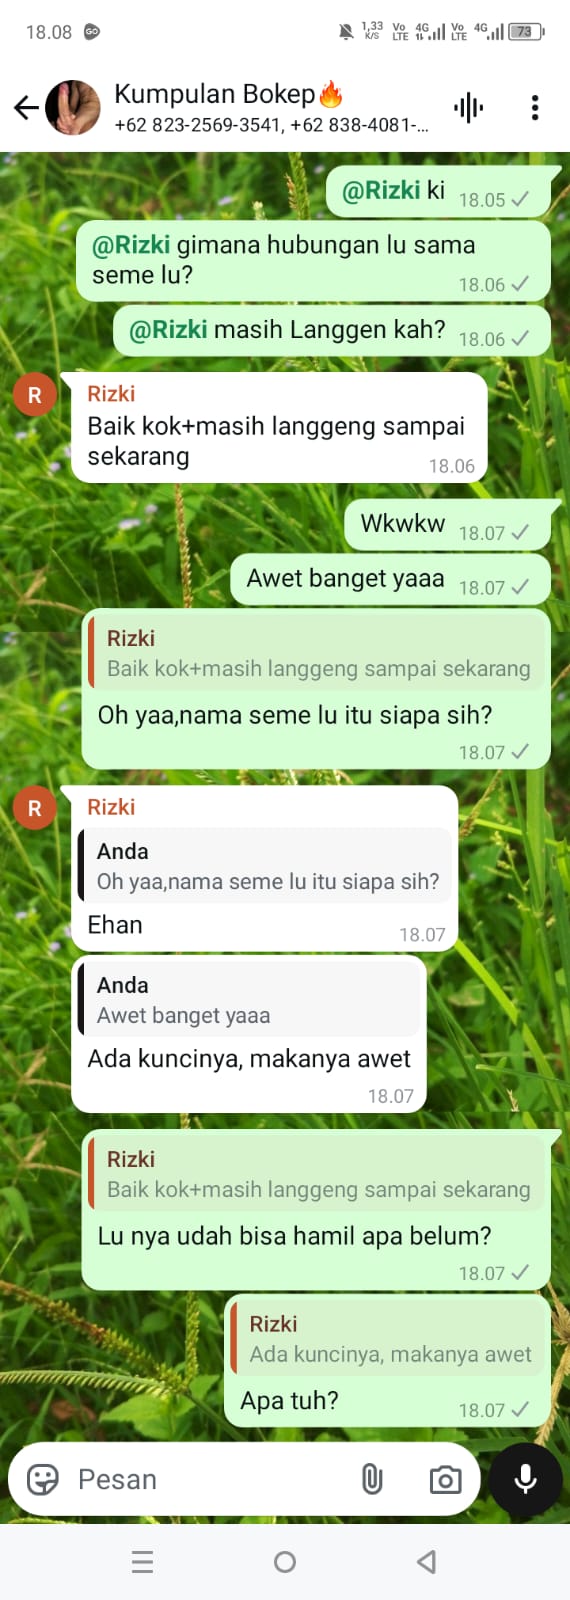 18.08
GO
1,33
K/S
Vo
LTE
4G
Vo
LTE
4G
73
Kumpulan Bokep🔥
+62 823-2569-3541, +62 838-4081-...
@Rizki ki
18.05
@Rizki gimana hubungan lu sama
seme lu?
18.06
@Rizki masih Langgen kah?
18.06
R
Rizki
Baik kok+masih langgeng sampai
sekarang
18.06
Wkwkw
18.07
Awet banget yaaa
18.07
Rizki
Baik kok+masih langgeng sampai sekarang
Oh yaa,nama seme lu itu siapa sih?
18.07
R
Rizki
Anda
Oh yaa,nama seme lu itu siapa sih?
Ehan
18.07
Anda
Awet banget yaaa
Ada kuncinya, makanya awet
18.07
Rizki
Baik kok+masih langgeng sampai sekarang
Lu nya udah bisa hamil apa belum?
18.07
Rizki
Ada kuncinya, makanya awet
Apa tuh?
18.07
Pesan